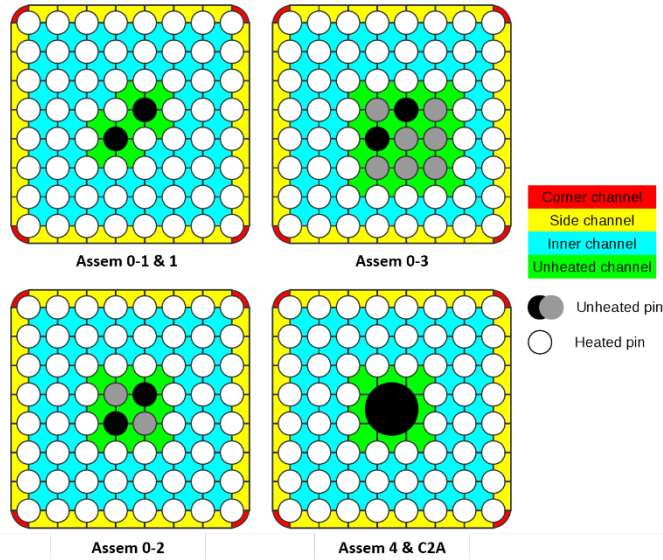 Assem 0-1 & 1
Assem 0-3
Corner channel
Side channel
Inner channel
Unheated channel
Unheated pin
Heated pin
Assem 0-2
Assem 4 & C2A